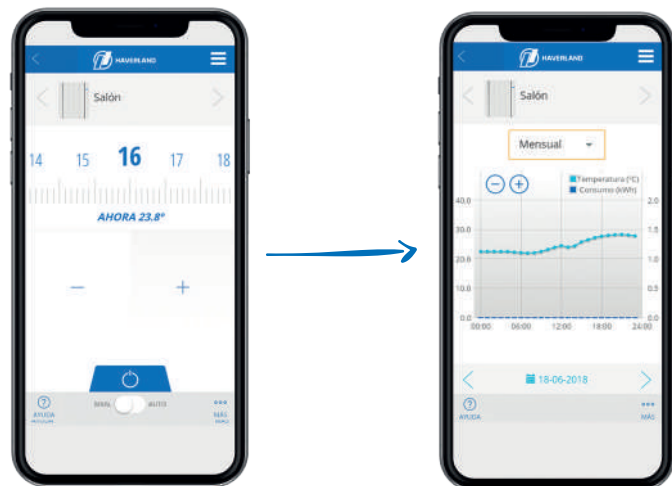 HAVERLAND
Salón
14 15 16 17 18
AHORA 23.8°
− +
MANUAL AUTO
AYUDA
MÁS
HAVERLAND
Salón
Mensual
Temperatura (ºC)
Consumo (kWh)
40.0 2.0
30.0 1.5
20.0 1.0
10.0 0.5
0.0 0.0
00:00 06:00 12:00 18:00 24:00
18-06-2018
AYUDA
MÁS